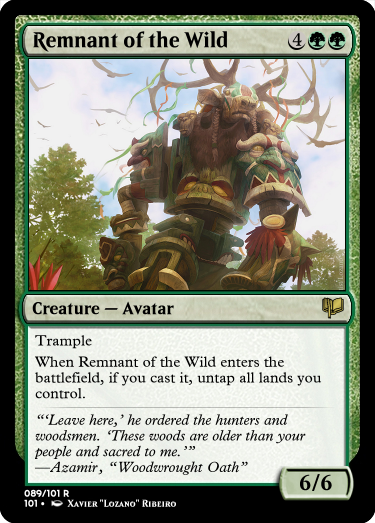 Remnant of the Wild 4
Creature — Avatar
Trample
When Remnant of the Wild enters the
battlefield, if you cast it, untap all lands you
control.
“‘Leave here,’ he ordered the hunters and
woodsmen. ‘These woods are older than your
people and sacred to me.’”
—Azamir, “Woodwrought Oath”
6/6
089/101 R
101 • Xavier "Lozano" Ribeiro